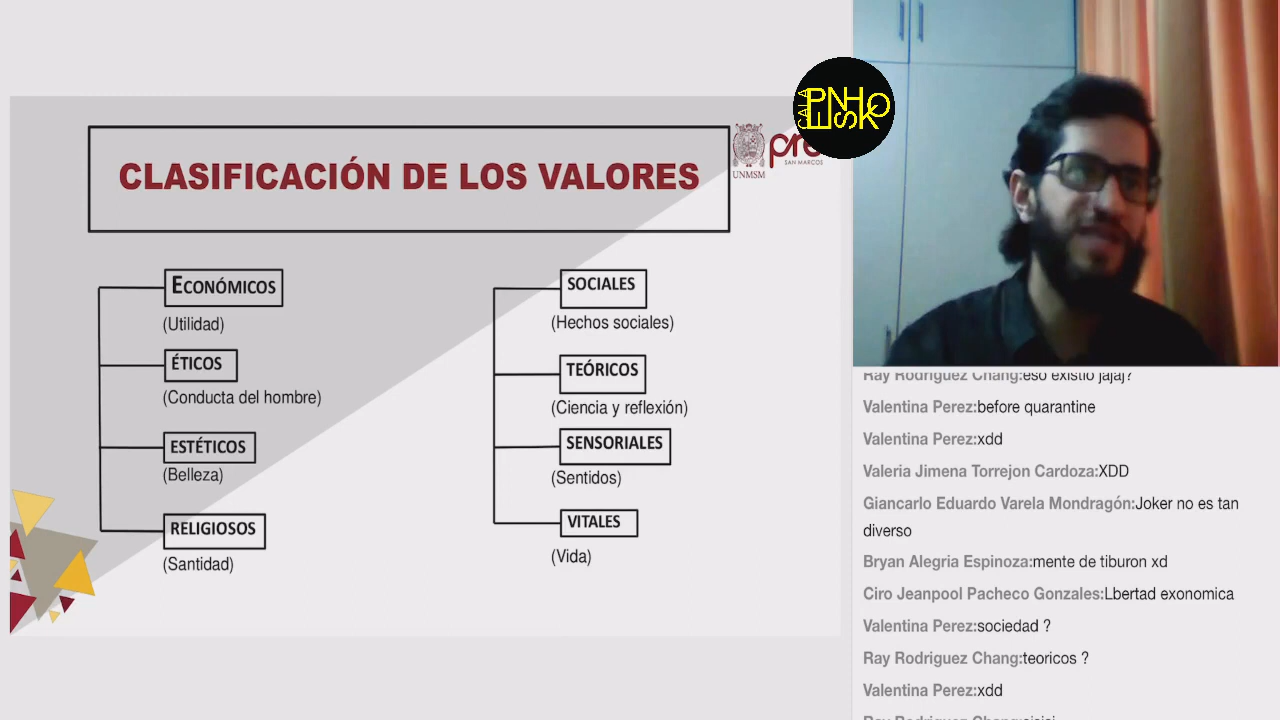 CLASIFICACIÓN DE LOS VALORES
UNMSM
SAN MARCOS
ECONÓMICOS
(Utilidad)
ÉTICOS
(Conducta del hombre)
ESTÉTICOS
(Belleza)
RELIGIOSOS
(Santidad)
SOCIALES
(Hechos sociales)
TEÓRICOS
(Ciencia y reflexión)
SENSORIALES
(Sentidos)
VITALES
(Vida)
Ray Rodriguez Chang:eso existio jajaj?
Valentina Perez:before quarantine
Valentina Perez:xdd
Valeria Jimena Torrejon Cardoza:XDD
Giancarlo Eduardo Varela Mondragón:Joker no es tan
diverso
Bryan Alegria Espinoza:mente de tiburon xd
Ciro Jeanpool Pacheco Gonzales:Lbertad exonomica
Valentina Perez:sociedad ?
Ray Rodriguez Chang:teoricos ?
Valentina Perez:xdd